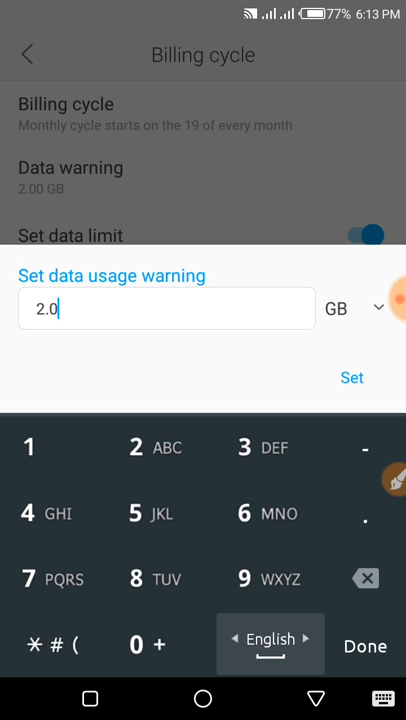 77% 6:13 PM
Billing cycle
Billing cycle
Monthly cycle starts on the 19 of every month
Data warning
2.00 GB
Set data limit
Set data usage warning
2.0 GB
Set
1 2 ABC 3 DEF -
4 GHI 5 JKL 6 MNO .
7 PQRS 8 TUV 9 WXYZ
* # ( 0 + English Done